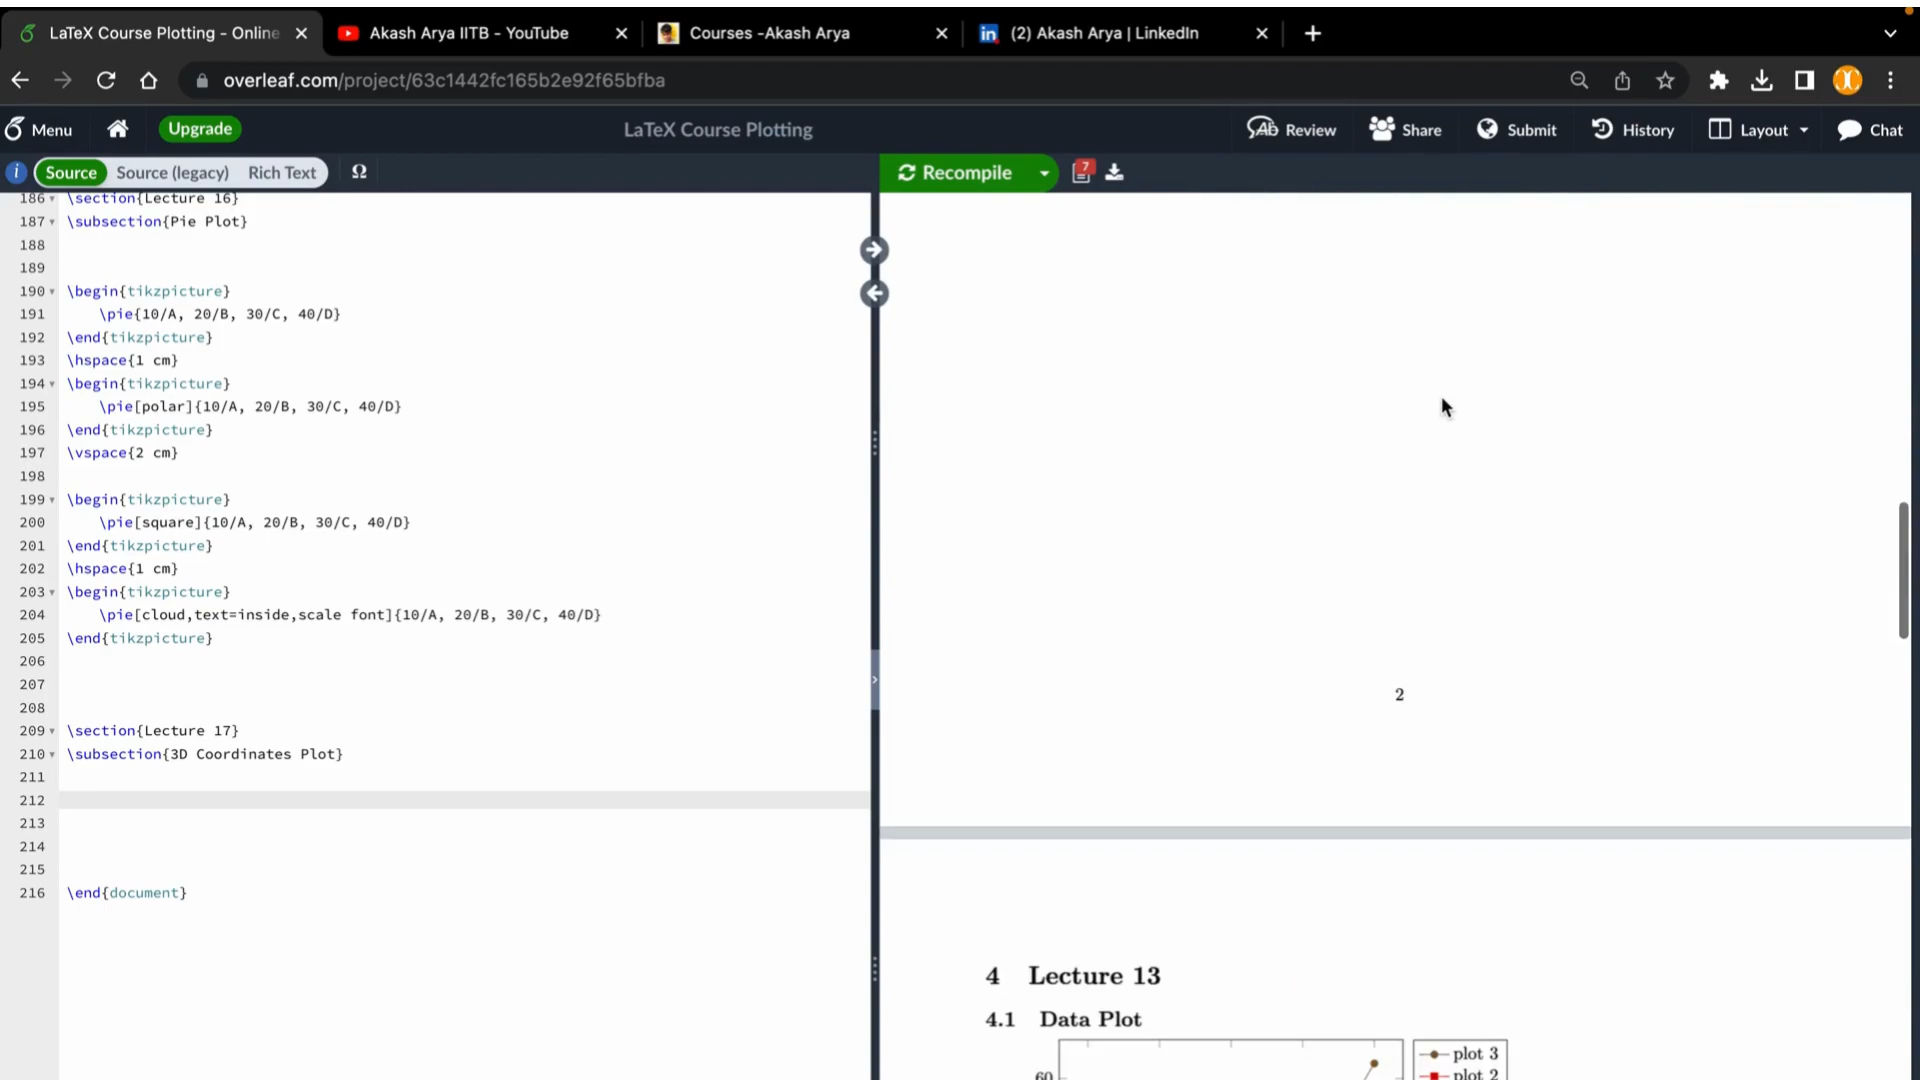 LaTeX Course Plotting - Online
Akash Arya IITB - YouTube
Courses -Akash Arya
(2) Akash Arya | LinkedIn
overleaf.com/project/63c1442fc165b2e92f65bfba
Menu
Upgrade
LaTeX Course Plotting
Review
Share
Submit
History
Layout
Chat
Source
Source (legacy)
Rich Text
Ω
Recompile
7
186 \section{Lecture 16}
187 \subsection{Pie Plot}
188
189
190 \begin{tikzpicture}
191 \pie{10/A, 20/B, 30/C, 40/D}
192 \end{tikzpicture}
193 \hspace{1 cm}
194 \begin{tikzpicture}
195 \pie[polar]{10/A, 20/B, 30/C, 40/D}
196 \end{tikzpicture}
197 \vspace{2 cm}
198
199 \begin{tikzpicture}
200 \pie[square]{10/A, 20/B, 30/C, 40/D}
201 \end{tikzpicture}
202 \hspace{1 cm}
203 \begin{tikzpicture}
204 \pie[cloud,text=inside,scale font]{10/A, 20/B, 30/C, 40/D}
205 \end{tikzpicture}
206
207
208
209 \section{Lecture 17}
210 \subsection{3D Coordinates Plot}
211
212
213
214
215
216 \end{document}
2
4 Lecture 13
4.1 Data Plot
plot 3
60
plot 2